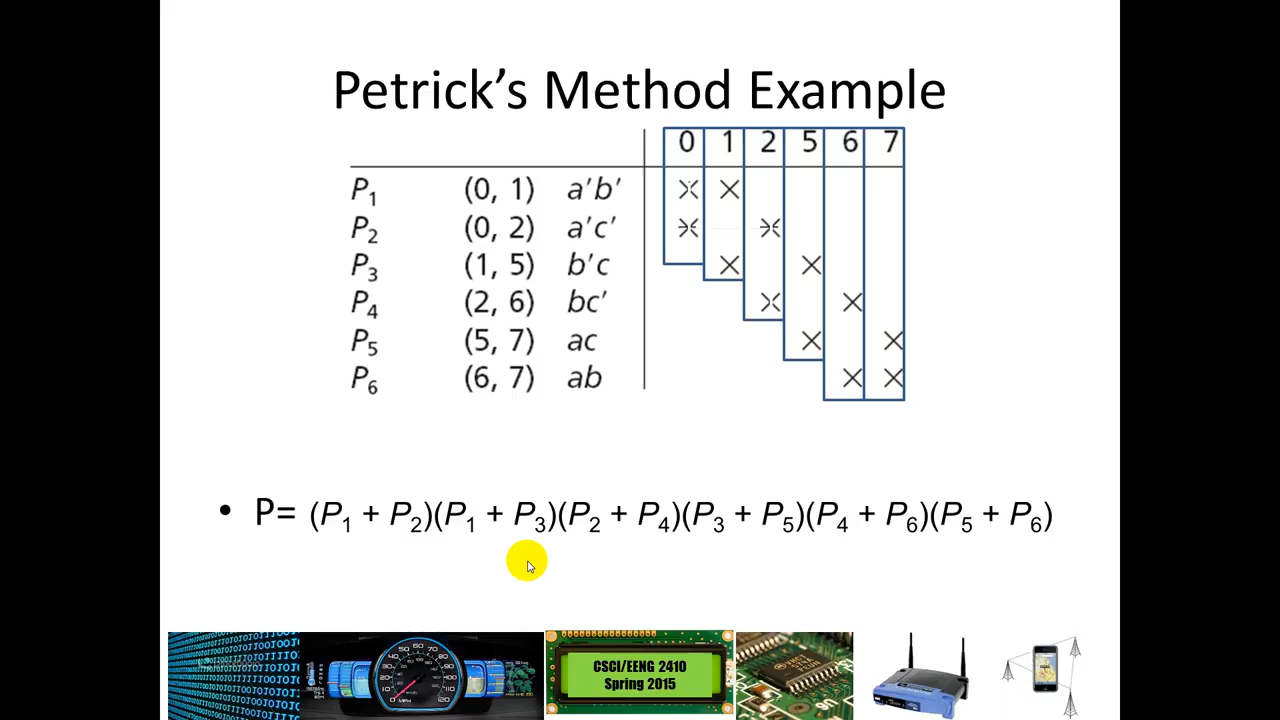 Petrick's Method Example
0 1 2 5 6 7
P1 (0, 1) a′b′ × ×
P2 (0, 2) a′c′ × ×
P3 (1, 5) b′c × ×
P4 (2, 6) bc′ × ×
P5 (5, 7) ac × ×
P6 (6, 7) ab × ×
• P= (P1 + P2)(P1 + P3)(P2 + P4)(P3 + P5)(P4 + P6)(P5 + P6)
CSCI/EENG 2410
Spring 2015